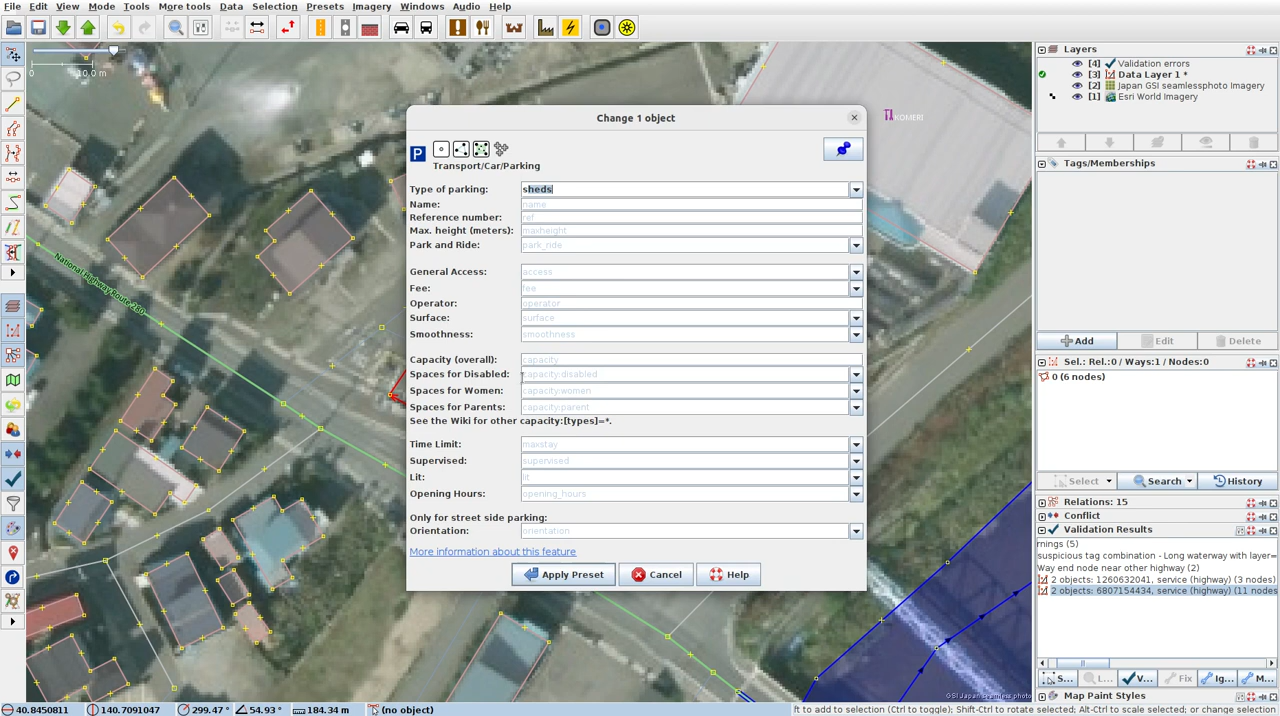 File Edit View Mode Tools More tools Data Selection Presets Imagery Windows Audio Help
0 10.0 m
National Highway Route 280
KOMERI
Change 1 object
P
Transport/Car/Parking
Type of parking: sheds
Name: name
Reference number: ref
Max. height (meters): maxheight
Park and Ride: park_ride
General Access: access
Fee: fee
Operator: operator
Surface: surface
Smoothness: smoothness
Capacity (overall): capacity
Spaces for Disabled: capacity:disabled
Spaces for Women: capacity:women
Spaces for Parents: capacity:parent
See the Wiki for other capacity:[types]=*.
Time Limit: maxstay
Supervised: supervised
Lit: lit
Opening Hours: opening_hours
Only for street side parking:
Orientation: orientation
More information about this feature
Apply Preset Cancel Help
Layers
[4] Validation errors
[3] Data Layer 1 *
[2] Japan GSI seamlessphoto Imagery
[1] Esri World Imagery
Tags/Memberships
Add Edit Delete
Sel.: Rel.:0 / Ways:1 / Nodes:0
0 (6 nodes)
Select Search History
Relations: 15
Conflict
Validation Results
rnings (5)
suspicious tag combination - Long waterway with layer=
Way end node near other highway (2)
2 objects: 1260632041, service (highway) (3 nodes)
2 objects: 6807154434, service (highway) (11 nodes
S... L... V... Fix Ig... M...
Map Paint Styles
GSI Japan seamless photo
40.8450811 140.7091047 299.47° 54.93° 184.34 m (no object) ft to add to selection (Ctrl to toggle); Shift-Ctrl to rotate selected; Alt-Ctrl to scale selected; or change selection